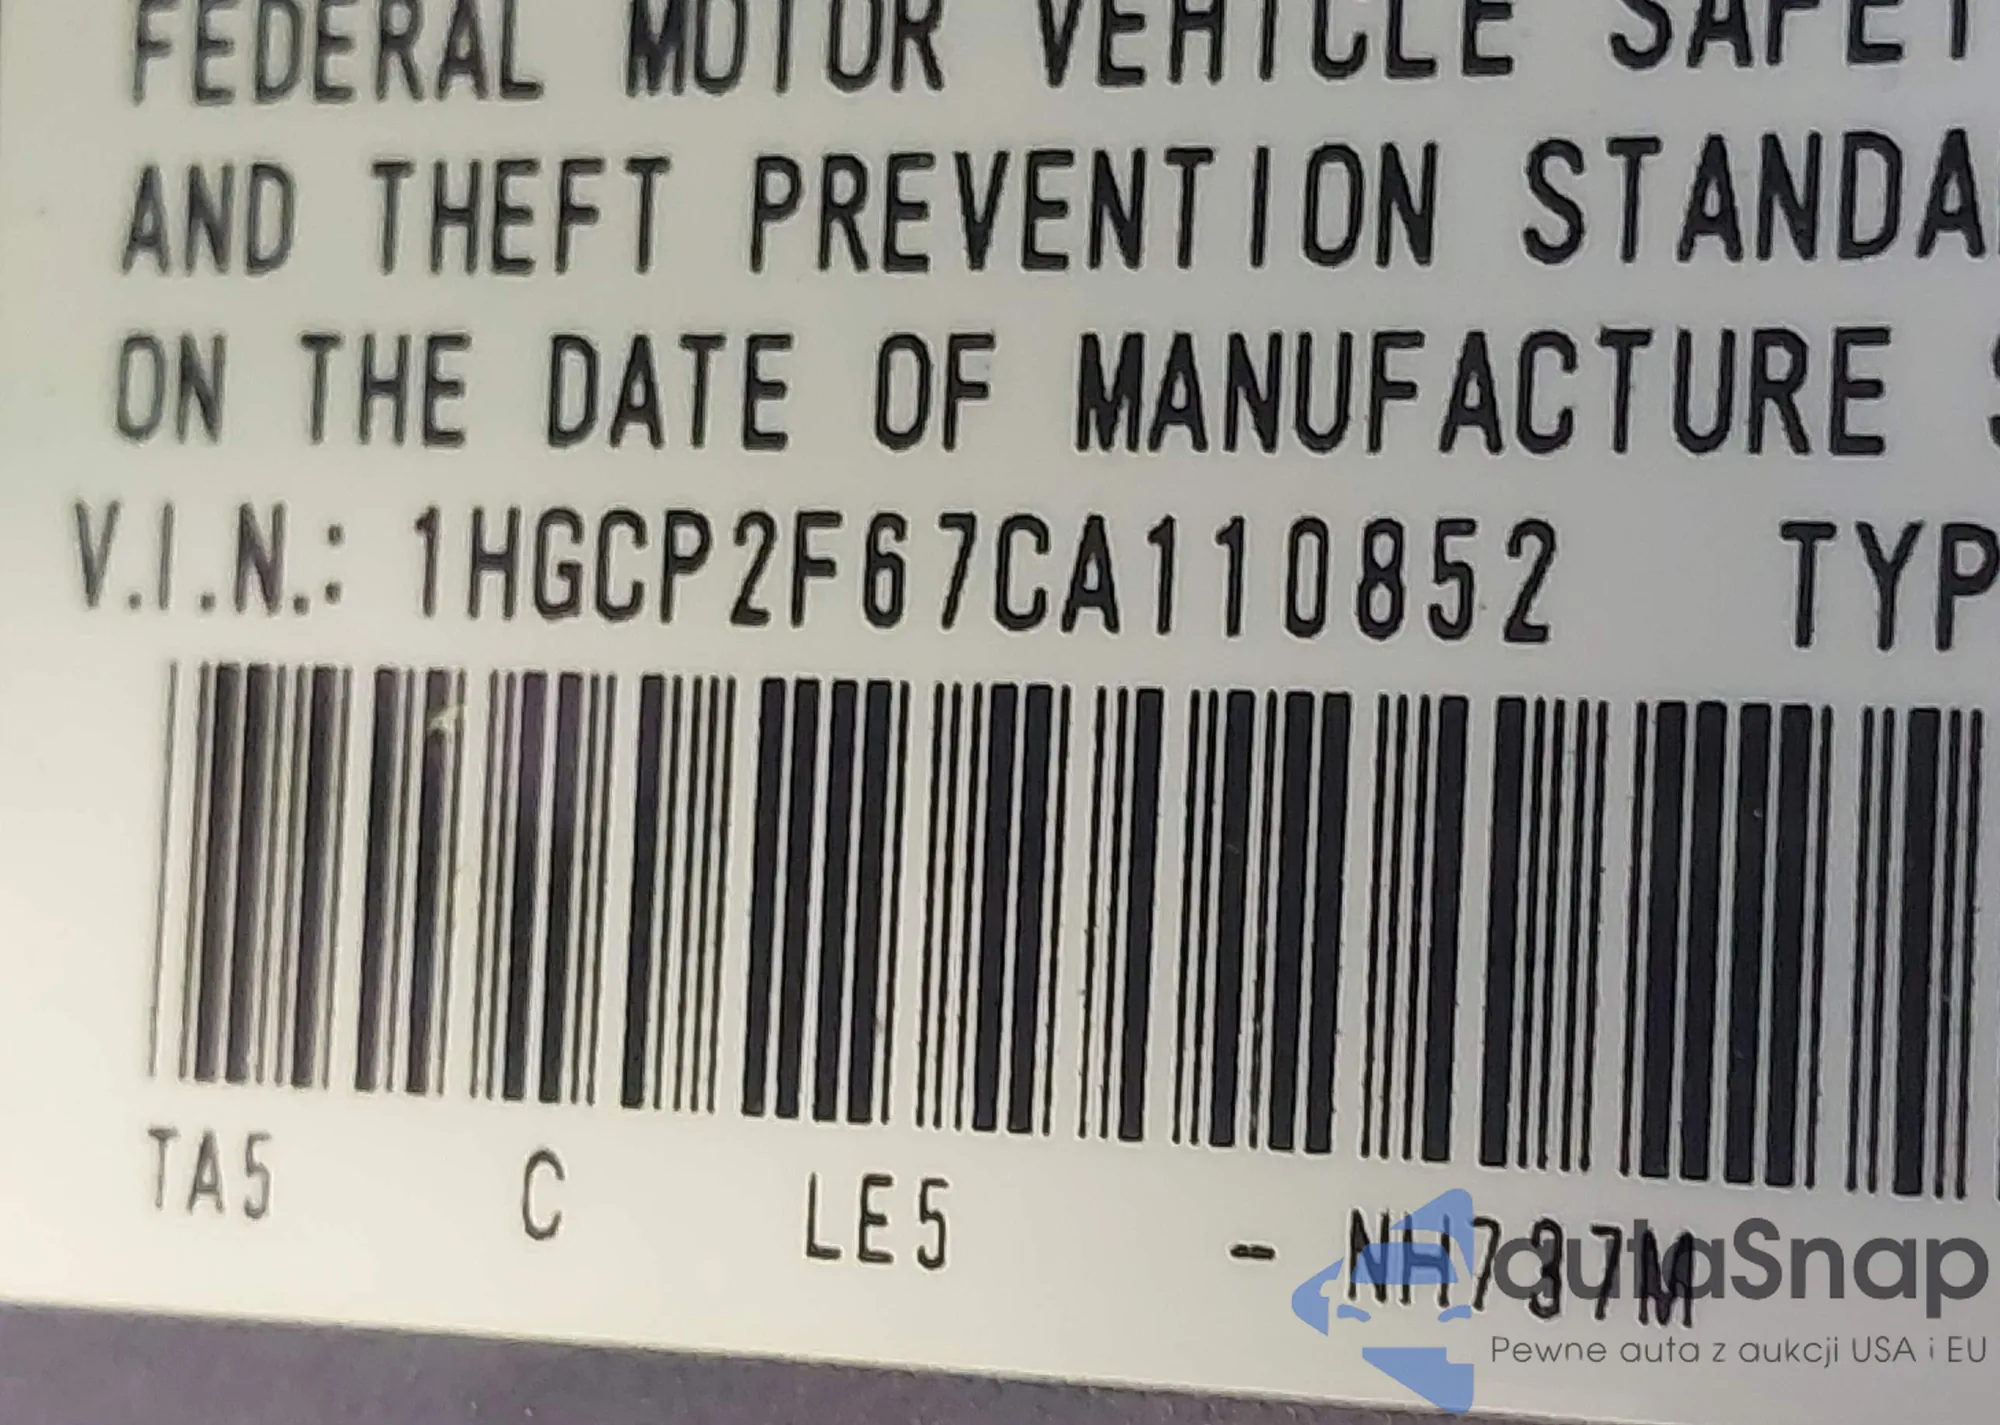 FEDERAL MOTOR VEHICLE SAFET
AND THEFT PREVENTION STANDA
ON THE DATE OF MANUFACTURE
V.I.N.: 1HGCP2F67CA110852 TYP
TA5 C LE5 - NH737M
autaSnap
Pewne auta z aukcji USA i EU